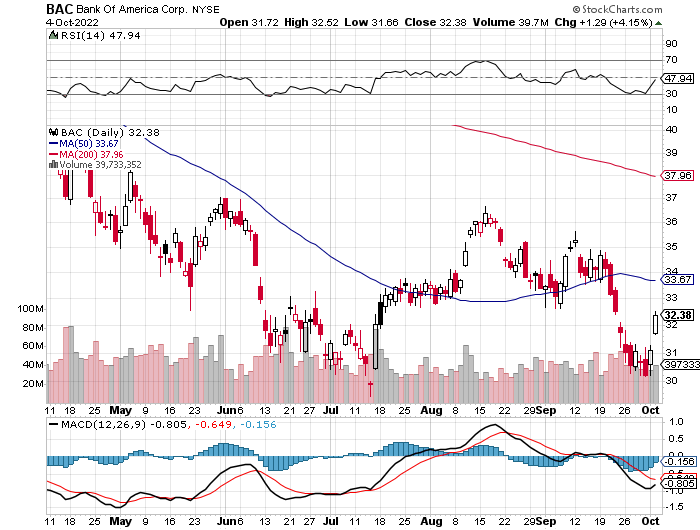 BAC Bank Of America Corp. NYSE © StockCharts.com
4-Oct-2022 Open 31.72 High 32.52 Low 31.66 Close 32.38 Volume 39.7M Chg +1.29 (+4.15%)
RSI(14) 47.94
90
70
50
47.94
30
10
BAC (Daily) 32.38
MA(50) 33.67
MA(200) 37.96
Volume 39,733,352
40
39
38
37.96
37
36
35
34
33.67
33
32.38
32
31
397333
30
100M
80M
60M
40M
20M
11 18 25 May 9 16 23 Jun 6 13 21 27 Jul 11 18 25 Aug 8 15 22 29 Sep 12 19 26 Oct
MACD(12,26,9) -0.805, -0.649, -0.156
1.0
0.5
0.0
-0.156
-0.805
-1.0
-1.5
11 18 25 May 9 16 23 Jun 6 13 21 27 Jul 11 18 25 Aug 8 15 22 29 Sep 12 19 26 Oct